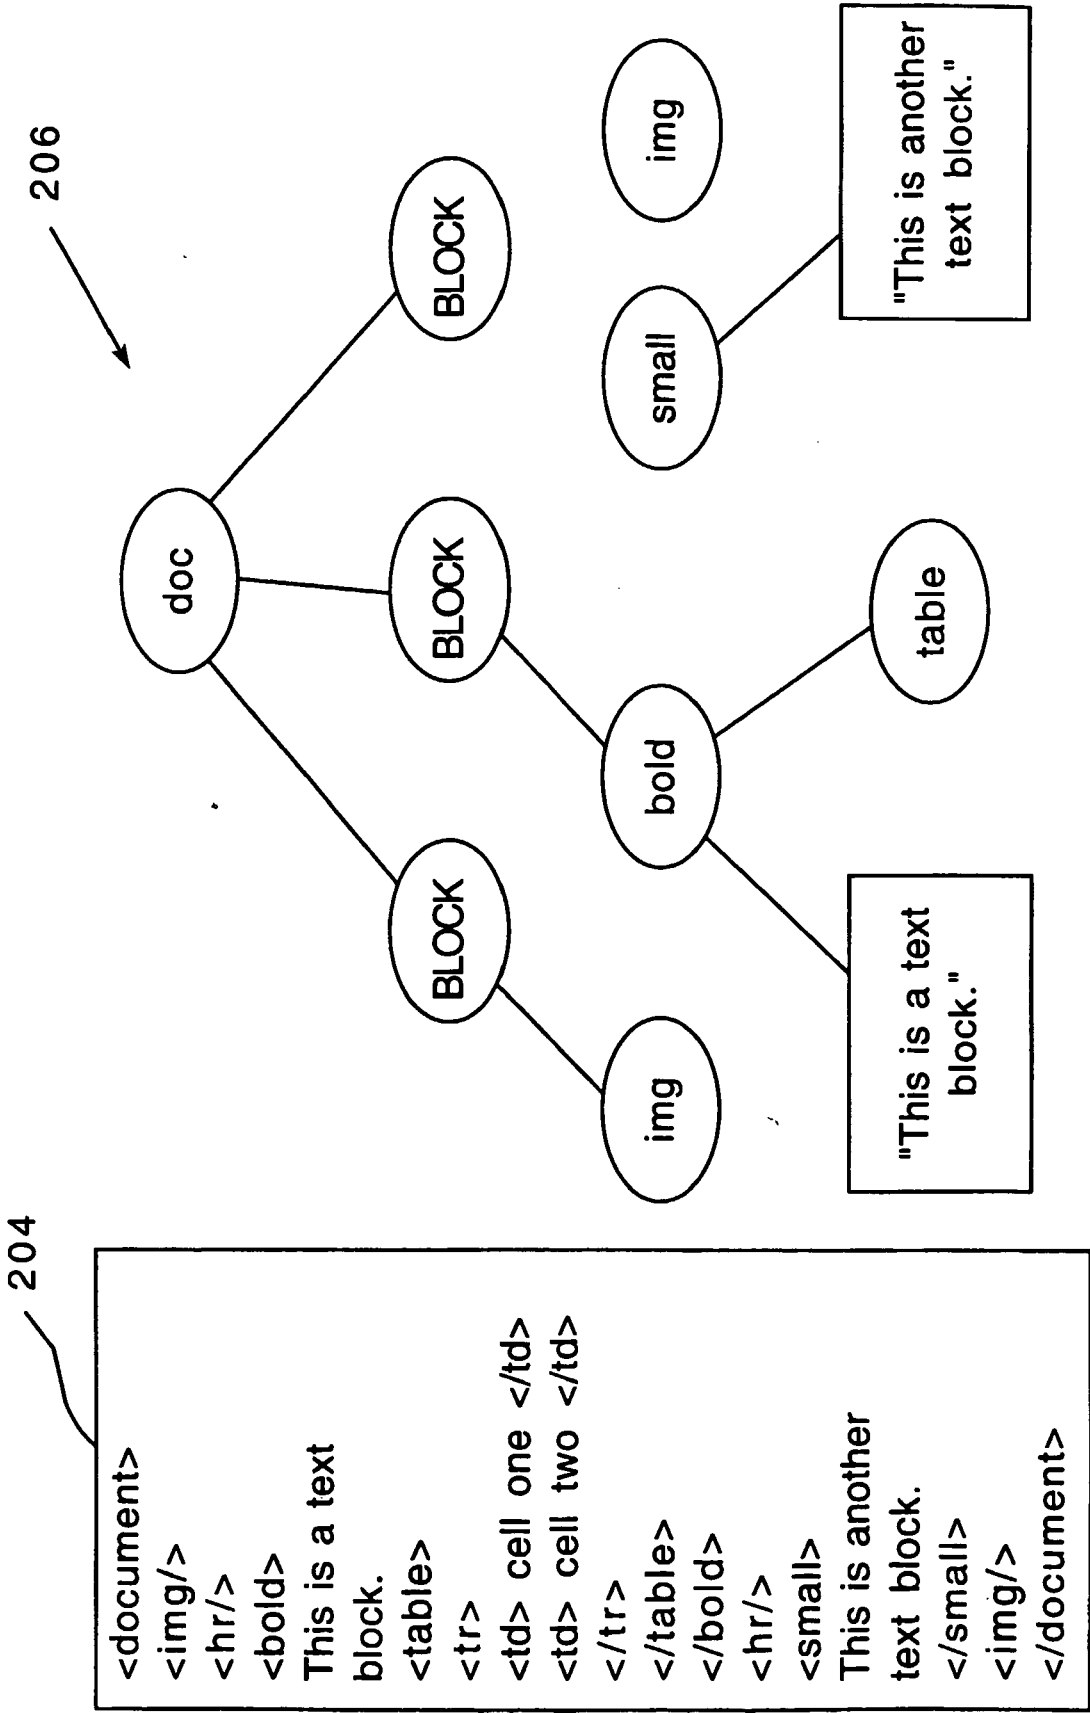 204
<document>
<img/>
<hr/>
<bold>
This is a text
block.
<table>
<tr>
<td> cell one </td>
<td> cell two </td>
</tr>
</table>
</bold>
<hr/>
<small>
This is another
text block.
</small>
<img/>
</document>
206
doc
BLOCK
BLOCK
BLOCK
img
bold
small
img
"This is a text
block."
table
"This is another
text block."